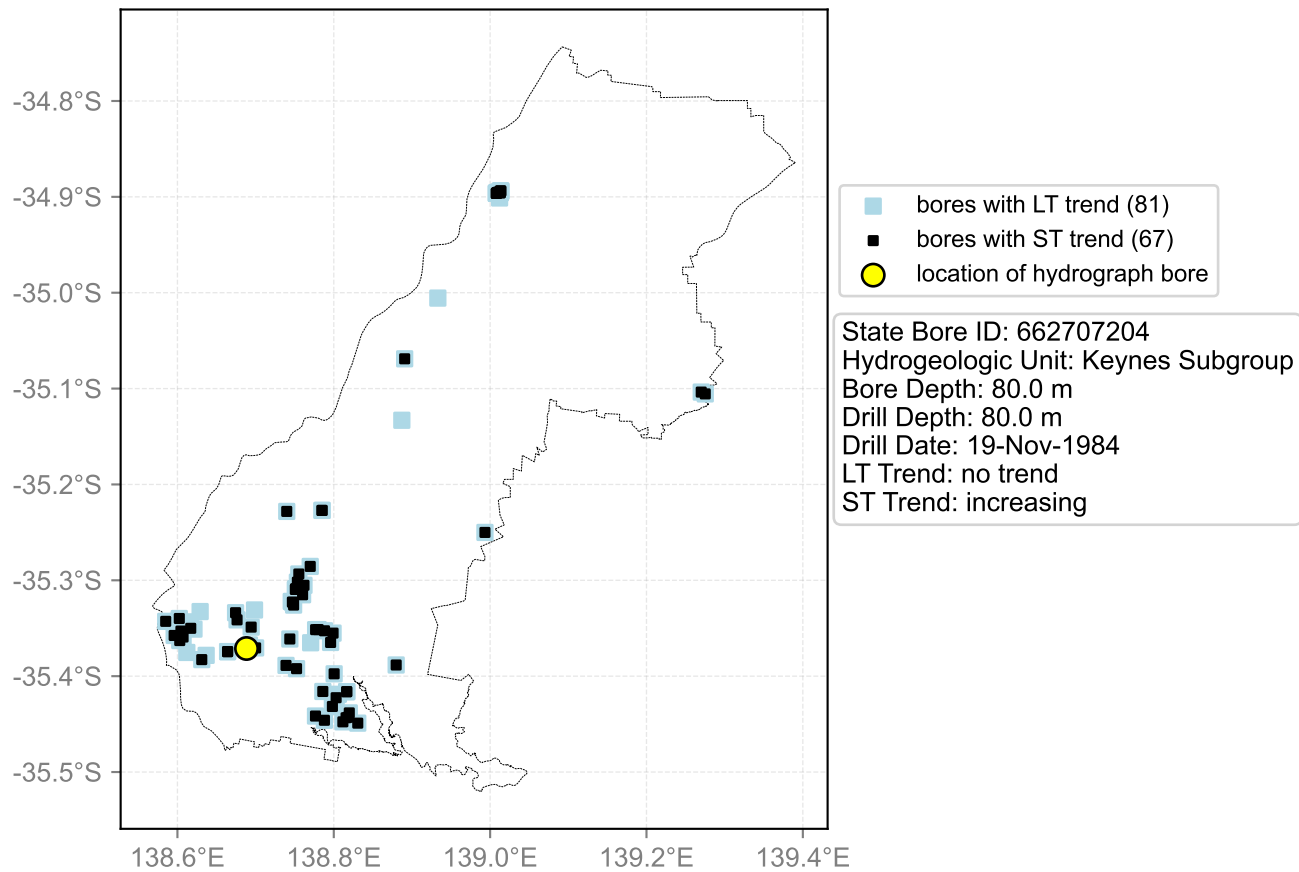 -34.8°S
-34.9°S
-35.0°S
-35.1°S
-35.2°S
-35.3°S
-35.4°S
-35.5°S
138.6°E
138.8°E
139.0°E
139.2°E
139.4°E
bores with LT trend (81)
bores with ST trend (67)
location of hydrograph bore
State Bore ID: 662707204
Hydrogeologic Unit: Keynes Subgroup
Bore Depth: 80.0 m
Drill Depth: 80.0 m
Drill Date: 19-Nov-1984
LT Trend: no trend
ST Trend: increasing